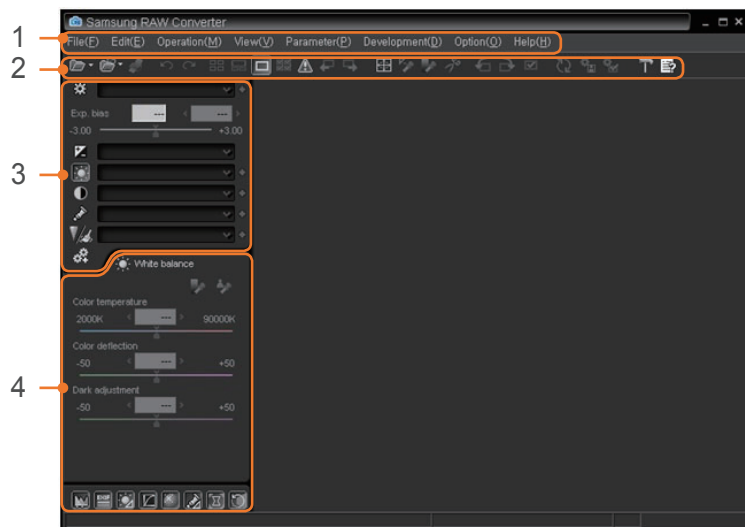 Samsung RAW Converter
1
File(F) Edit(E) Operation(M) View(V) Parameter(P) Development(D) Option(O) Help(H)
2
Exp. bias --- ---
-3.00 +3.00
3
White balance
Color temperature
2000K --- 90000K
Color deflection
-50 --- +50
4
Dark adjustment
-50 --- +50
EXIF